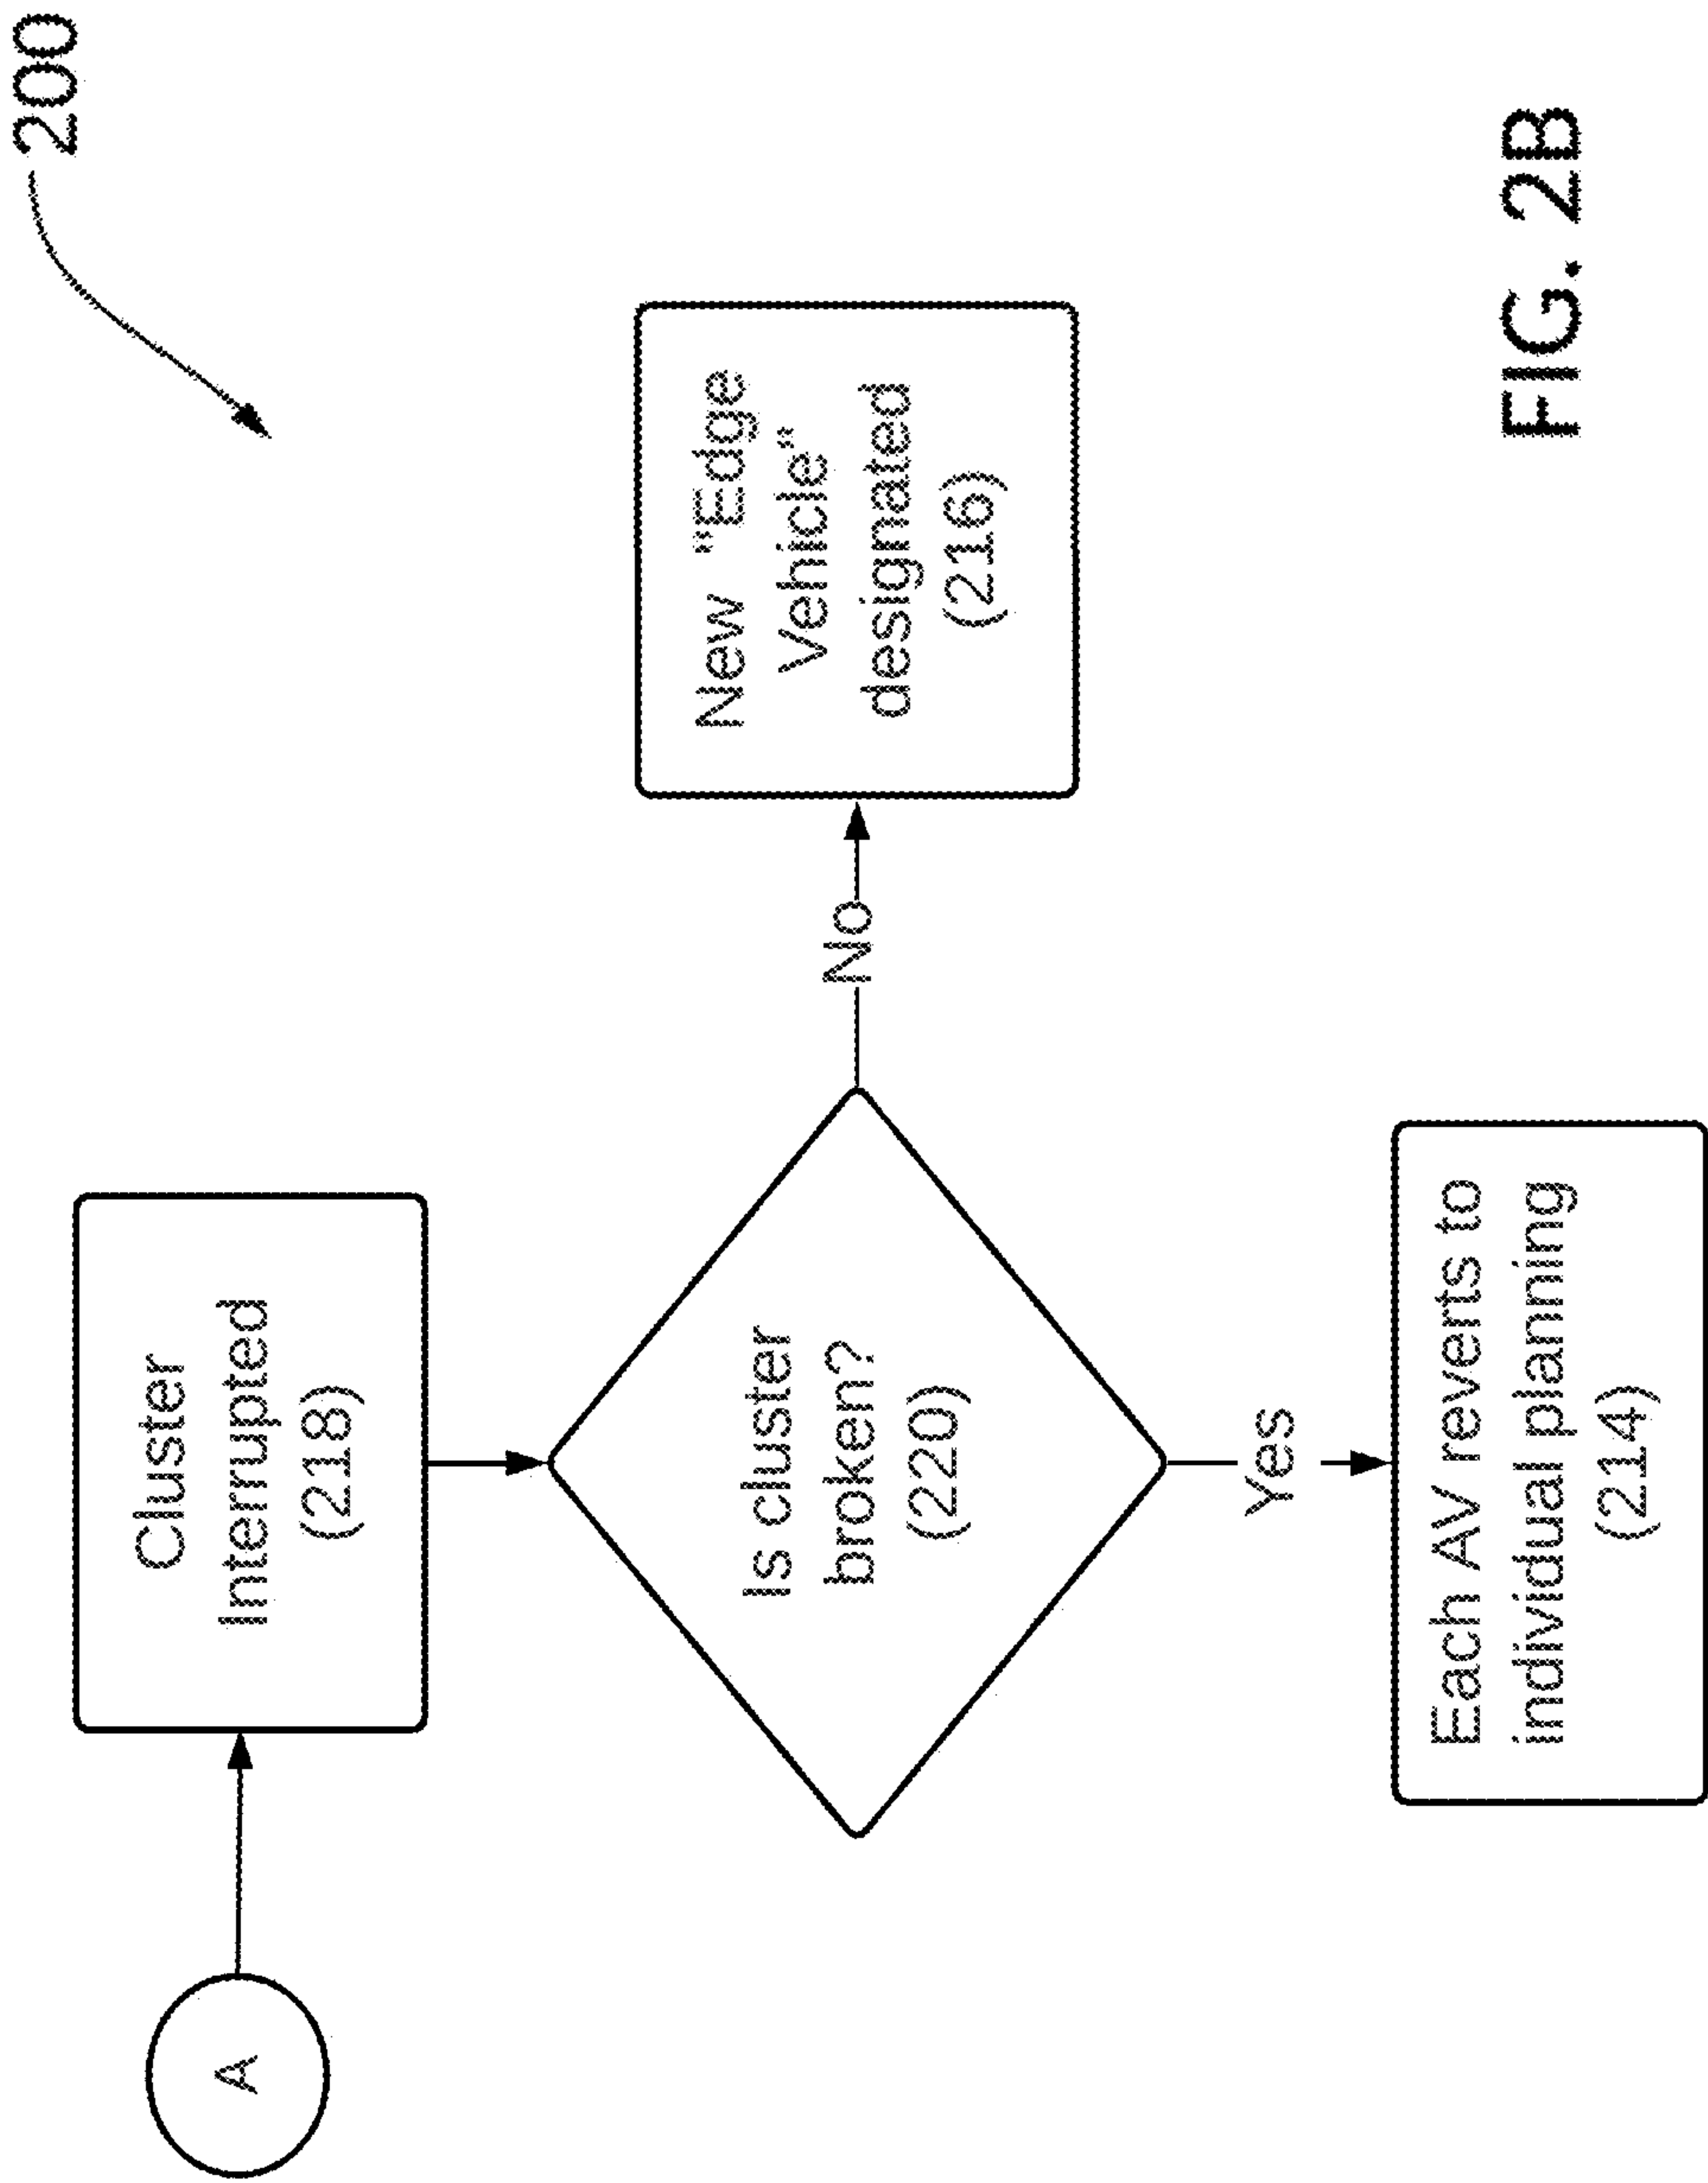 200
A
Cluster
Interrupted
(218)
Is cluster
broken?
(220)
No
New "Edge
Vehicle"
designated
(216)
Yes
Each AV reverts to
individual planning
(214)
FIG. 2B